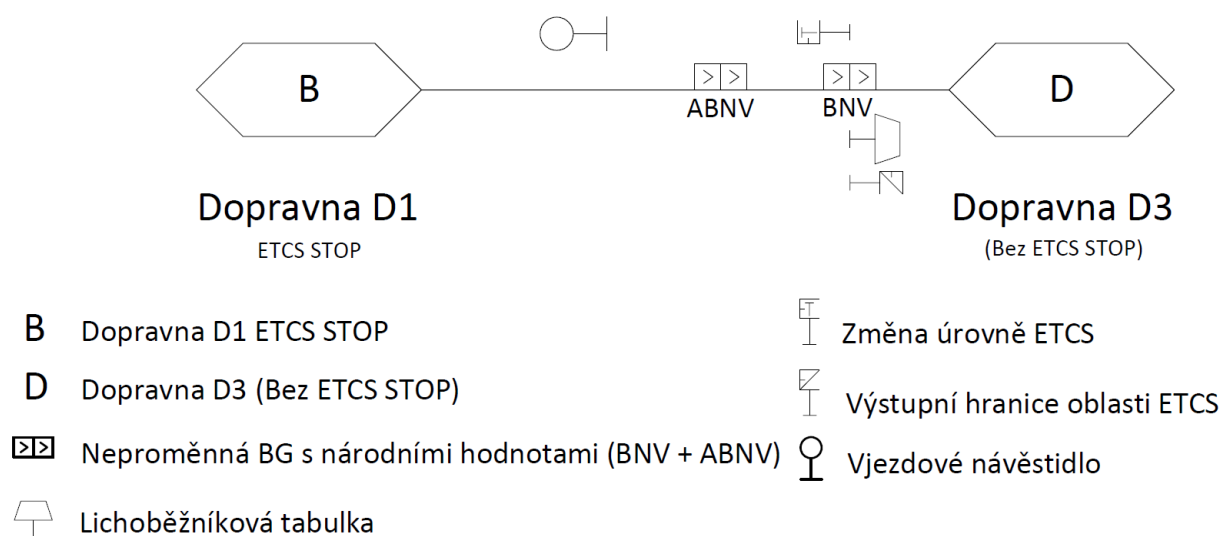 B
D
ABNV
BNV
Dopravna D1
Dopravna D3
ETCS STOP
(Bez ETCS STOP)
B Dopravna D1 ETCS STOP
Změna úrovně ETCS
D Dopravna D3 (Bez ETCS STOP)
Výstupní hranice oblasti ETCS
Neproměnná BG s národními hodnotami (BNV + ABNV)
Vjezdové návěstidlo
Lichoběžníková tabulka